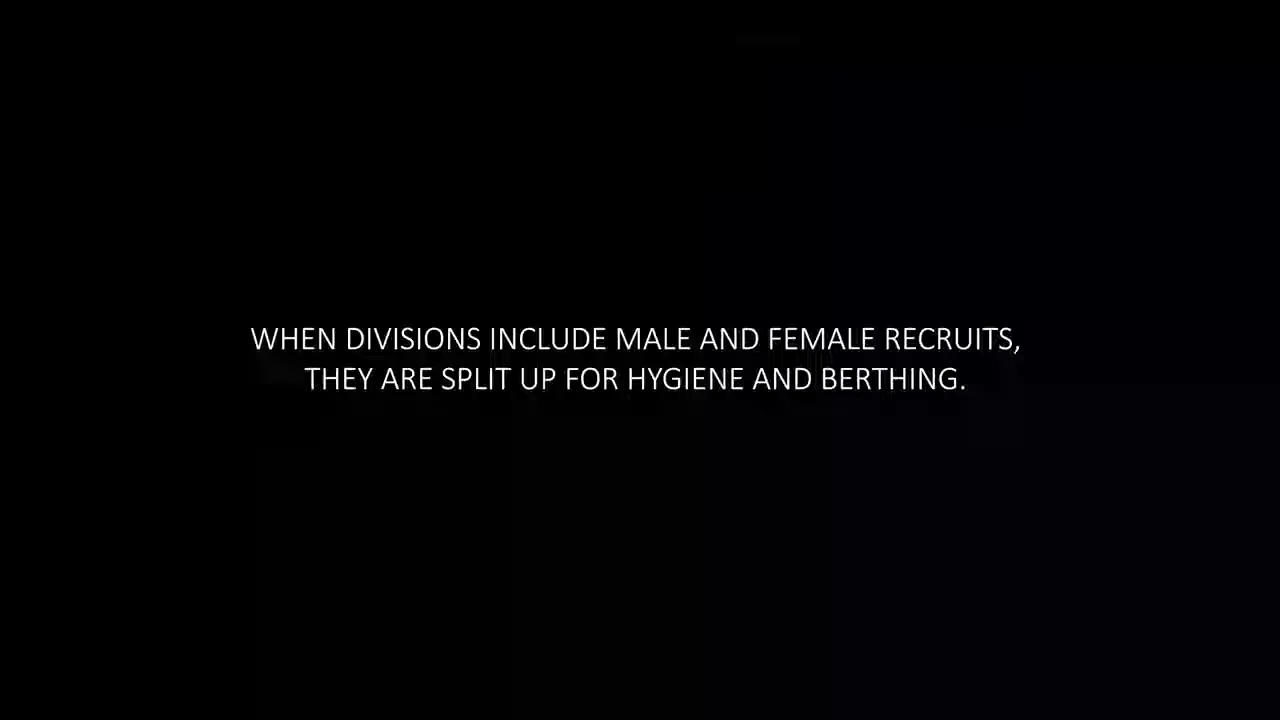 WHEN DIVISIONS INCLUDE MALE AND FEMALE RECRUITS,
THEY ARE SPLIT UP FOR HYGIENE AND BERTHING.